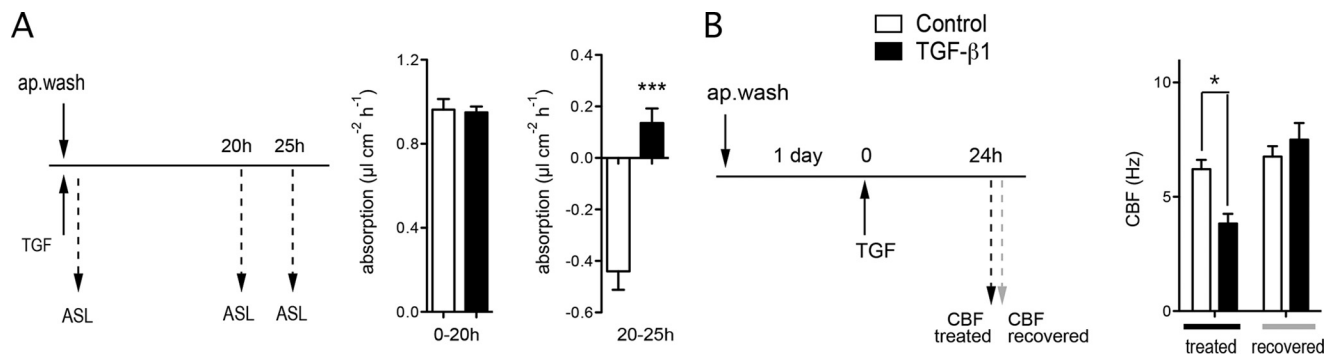 A
ap.wash
20h 25h
TGF
ASL ASL ASL
absorption (µl cm⁻² h⁻¹)
1.2
0.8
0.4
0.0
0-20h
absorption (µl cm⁻² h⁻¹)
0.4
0.2
0.0
-0.2
-0.4
-0.6
***
20-25h
B
Control
TGF-β1
ap.wash
1 day 0 24h
TGF
CBF CBF
treated recovered
CBF (Hz)
10
5
0
*
treated recovered